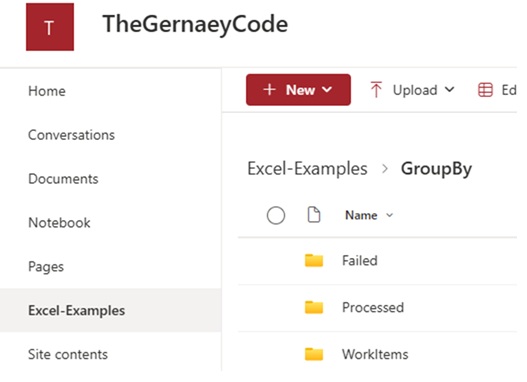 T
TheGernaeyCode
Home
Conversations
Documents
Notebook
Pages
Excel-Examples
Site contents
+ New
Upload
Ed
Excel-Examples > GroupBy
Name
Failed
Processed
WorkItems